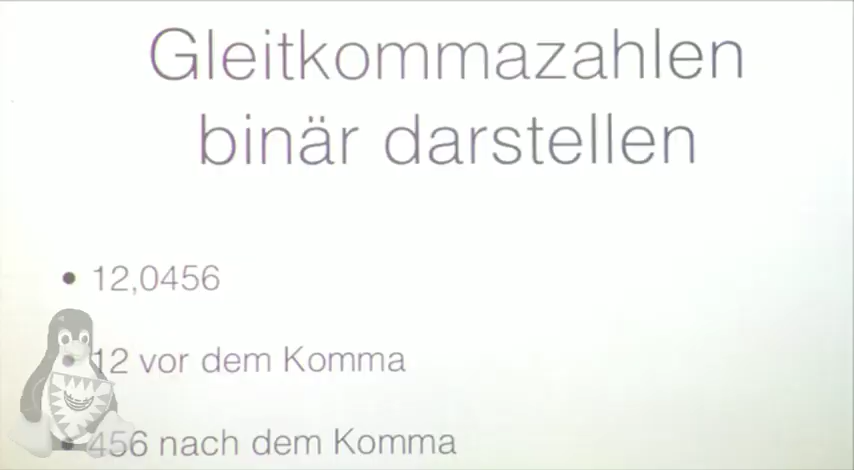 Gleitkommazahlen
binär darstellen
• 12,0456
• 12 vor dem Komma
• 456 nach dem Komma